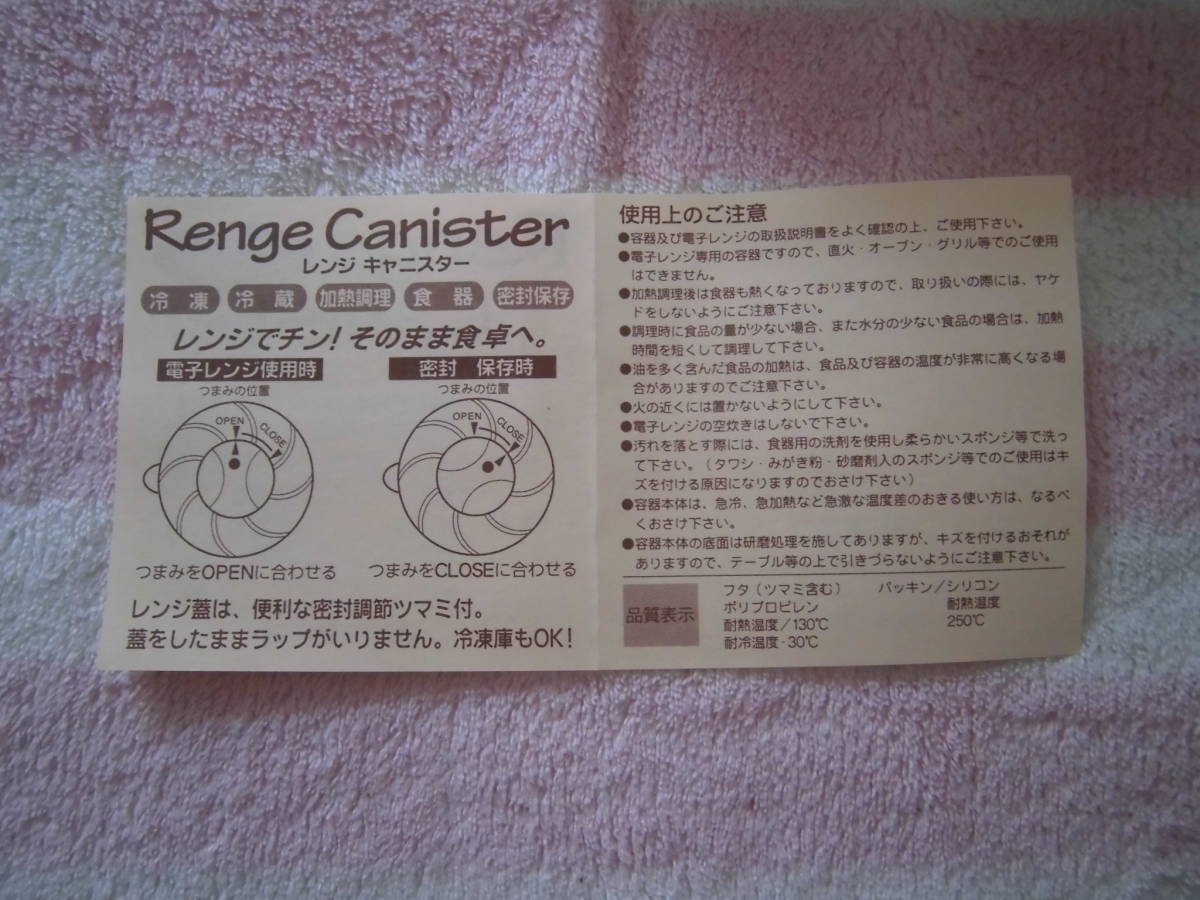 Renge Canister
レンジ キャニスター
冷凍 冷蔵 加熱調理 食器 密封保存
レンジでチン！そのまま食卓へ。
電子レンジ使用時
つまみの位置
OPEN
CLOSE
つまみをOPENに合わせる
密封 保存時
つまみの位置
OPEN
CLOSE
つまみをCLOSEに合わせる
レンジ蓋は、便利な密封調節ツマミ付。
蓋をしたままラップがいりません。冷凍庫もOK！
使用上のご注意
●容器及び電子レンジの取扱説明書をよく確認の上、ご使用下さい。
●電子レンジ専用の容器ですので、直火・オーブン・グリル等でのご使用
はできません。
●加熱調理後は食器も熱くなっておりますので、取り扱いの際には、ヤケ
ドをしないようにご注意下さい。
●調理時に食品の量が少ない場合、また水分の少ない食品の場合は、加熱
時間を短くして調理して下さい。
●油を多く含んだ食品の加熱は、食品及び容器の温度が非常に高くなる場
合がありますのでご注意下さい。
●火の近くには置かないようにして下さい。
●電子レンジの空炊きはしないで下さい。
●汚れを落とす際には、食器用の洗剤を使用し柔らかいスポンジ等で洗っ
て下さい。（タワシ・みがき粉・砂磨剤入のスポンジ等でのご使用はキ
ズを付ける原因になりますのでおさけ下さい）
●容器本体は、急冷、急加熱など急激な温度差のおきる使い方は、なるべ
くおさけ下さい。
●容器本体の底面は研磨処理を施してありますが、キズを付けるおそれが
ありますので、テーブル等の上で引きづらないようにご注意下さい。
品質表示
フタ（ツマミ含む）
ポリプロピレン
耐熱温度／130℃
耐冷温度-30℃
パッキン／シリコン
耐熱温度
250℃